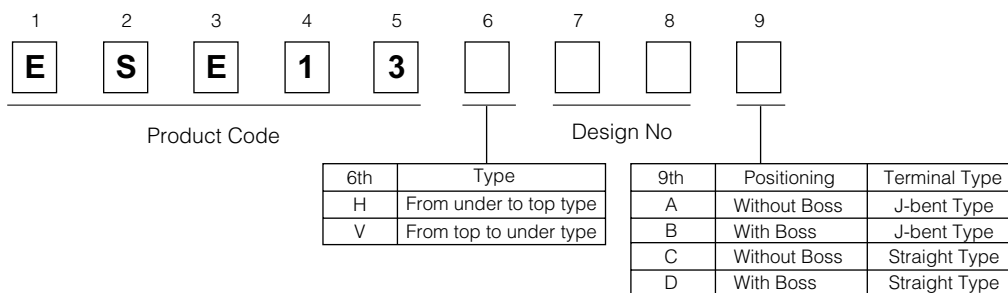 1 2 3 4 5 6 7 8 9
E S E 1 3
Product Code Design No
6th Type
H From under to top type
V From top to under type
9th Positioning Terminal Type
A Without Boss J-bent Type
B With Boss J-bent Type
C Without Boss Straight Type
D With Boss Straight Type